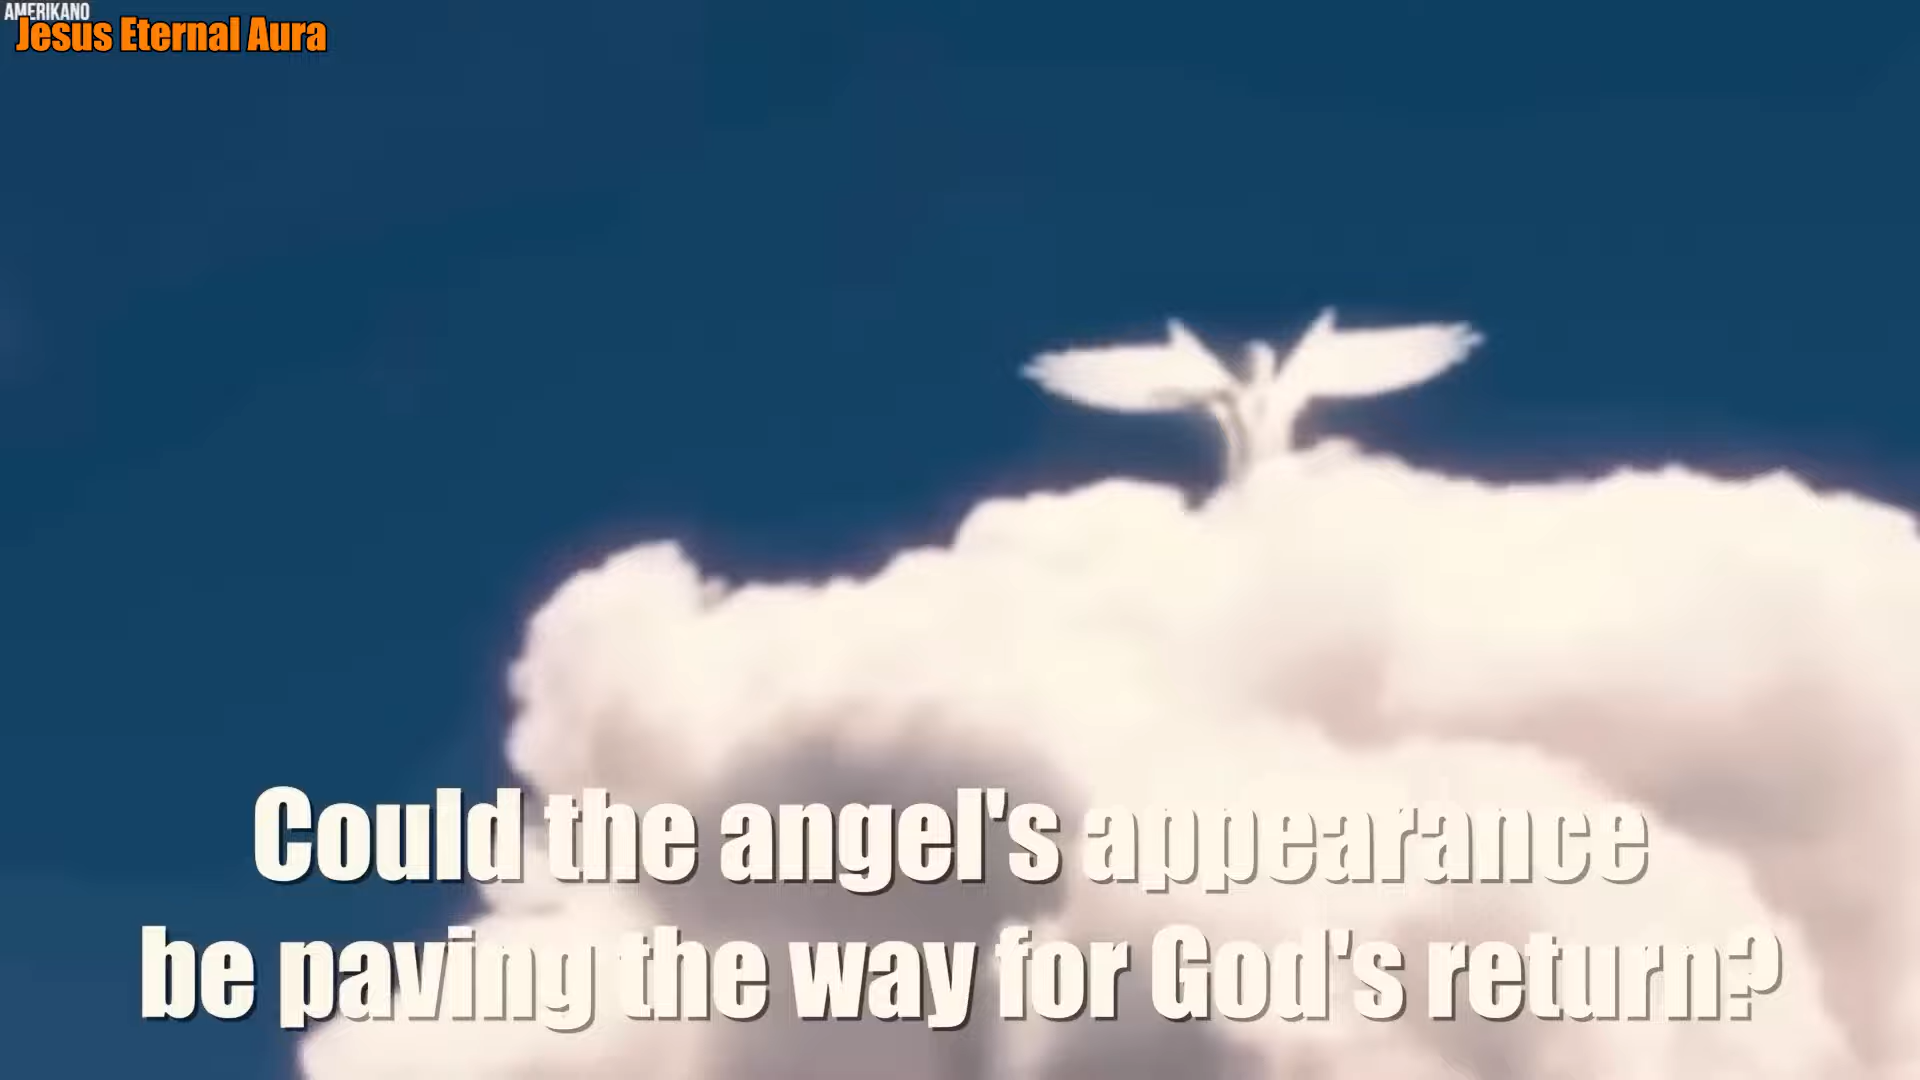 AMERIKANO
Jesus Eternal Aura
Could the angel's appearance
be paving the way for God's return?